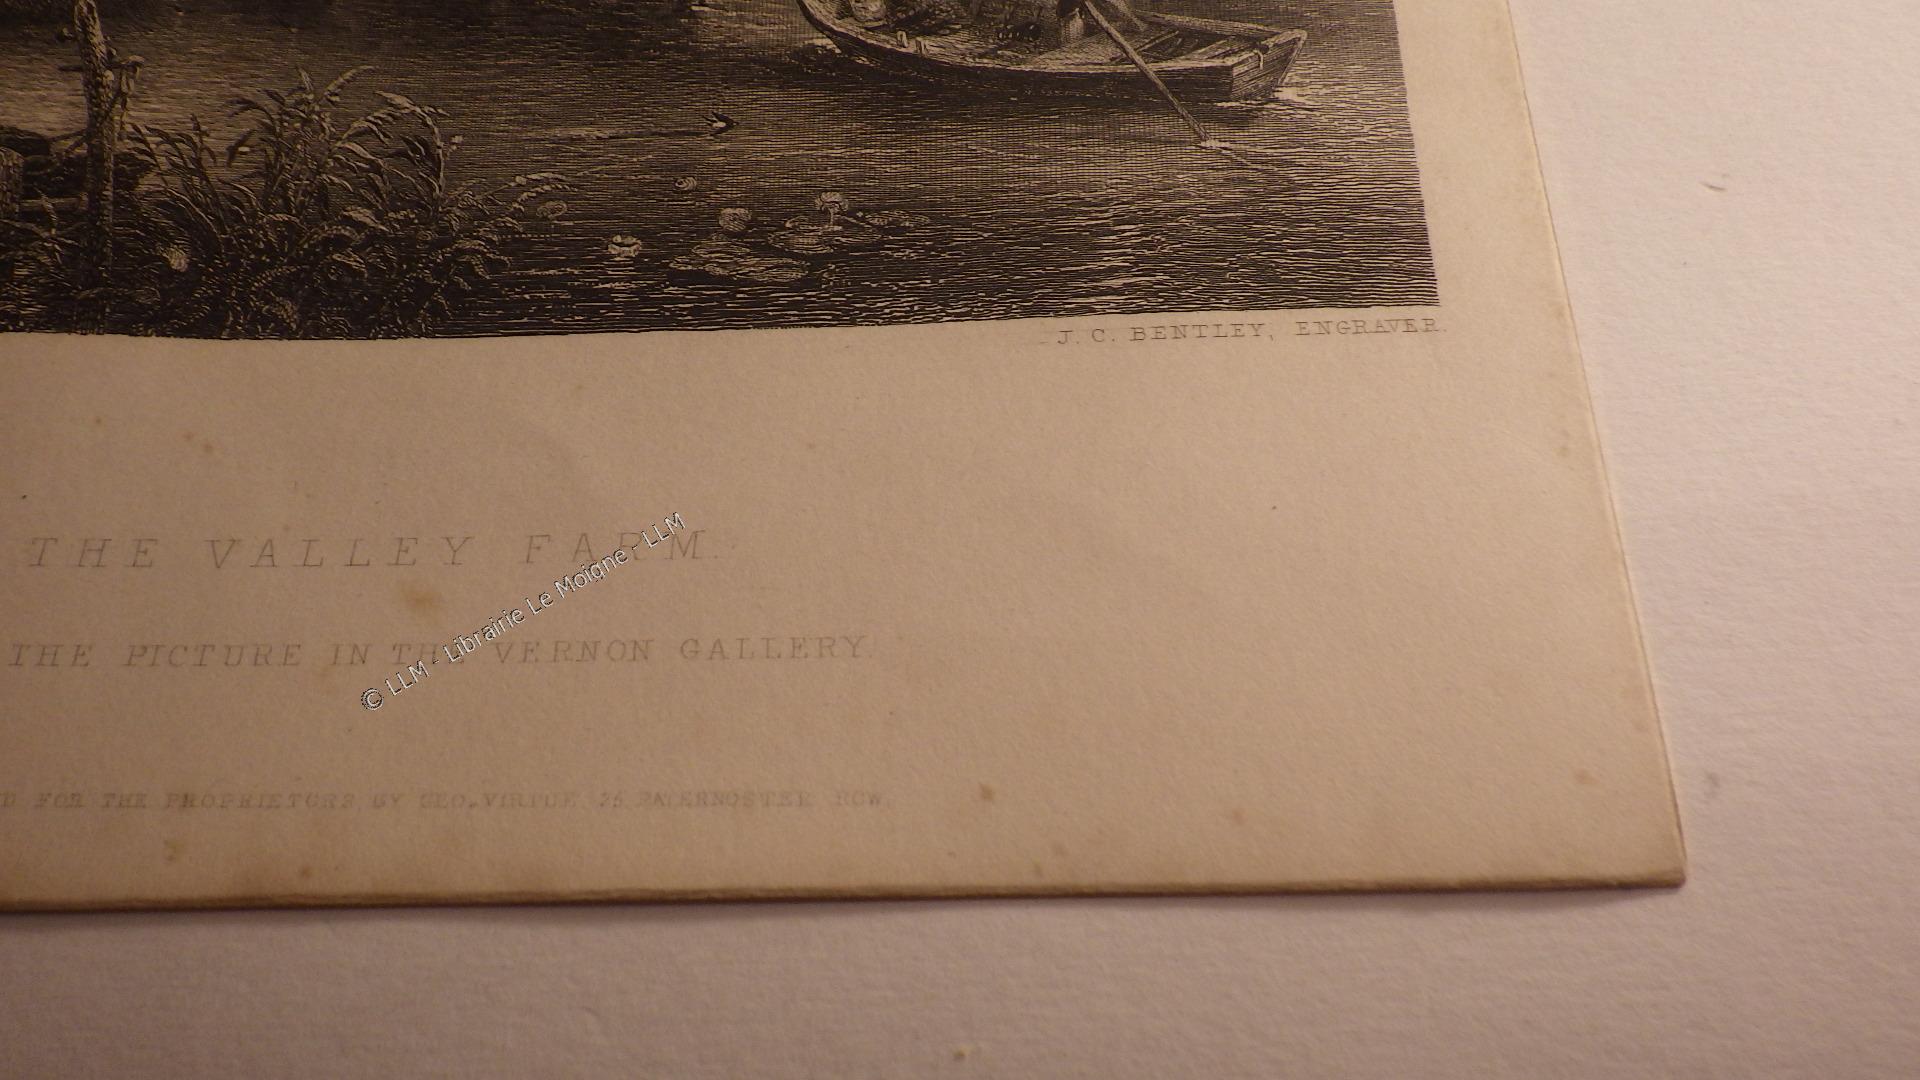 J. C. BENTLEY, ENGRAVER.
THE VALLEY FARM.
THE PICTURE IN THE VERNON GALLERY.
© LLM - Librairie Le Moigne - LLM
D FOR THE PROPRIETORS, BY GEO. VIRTUE, 26 PATERNOSTER ROW.